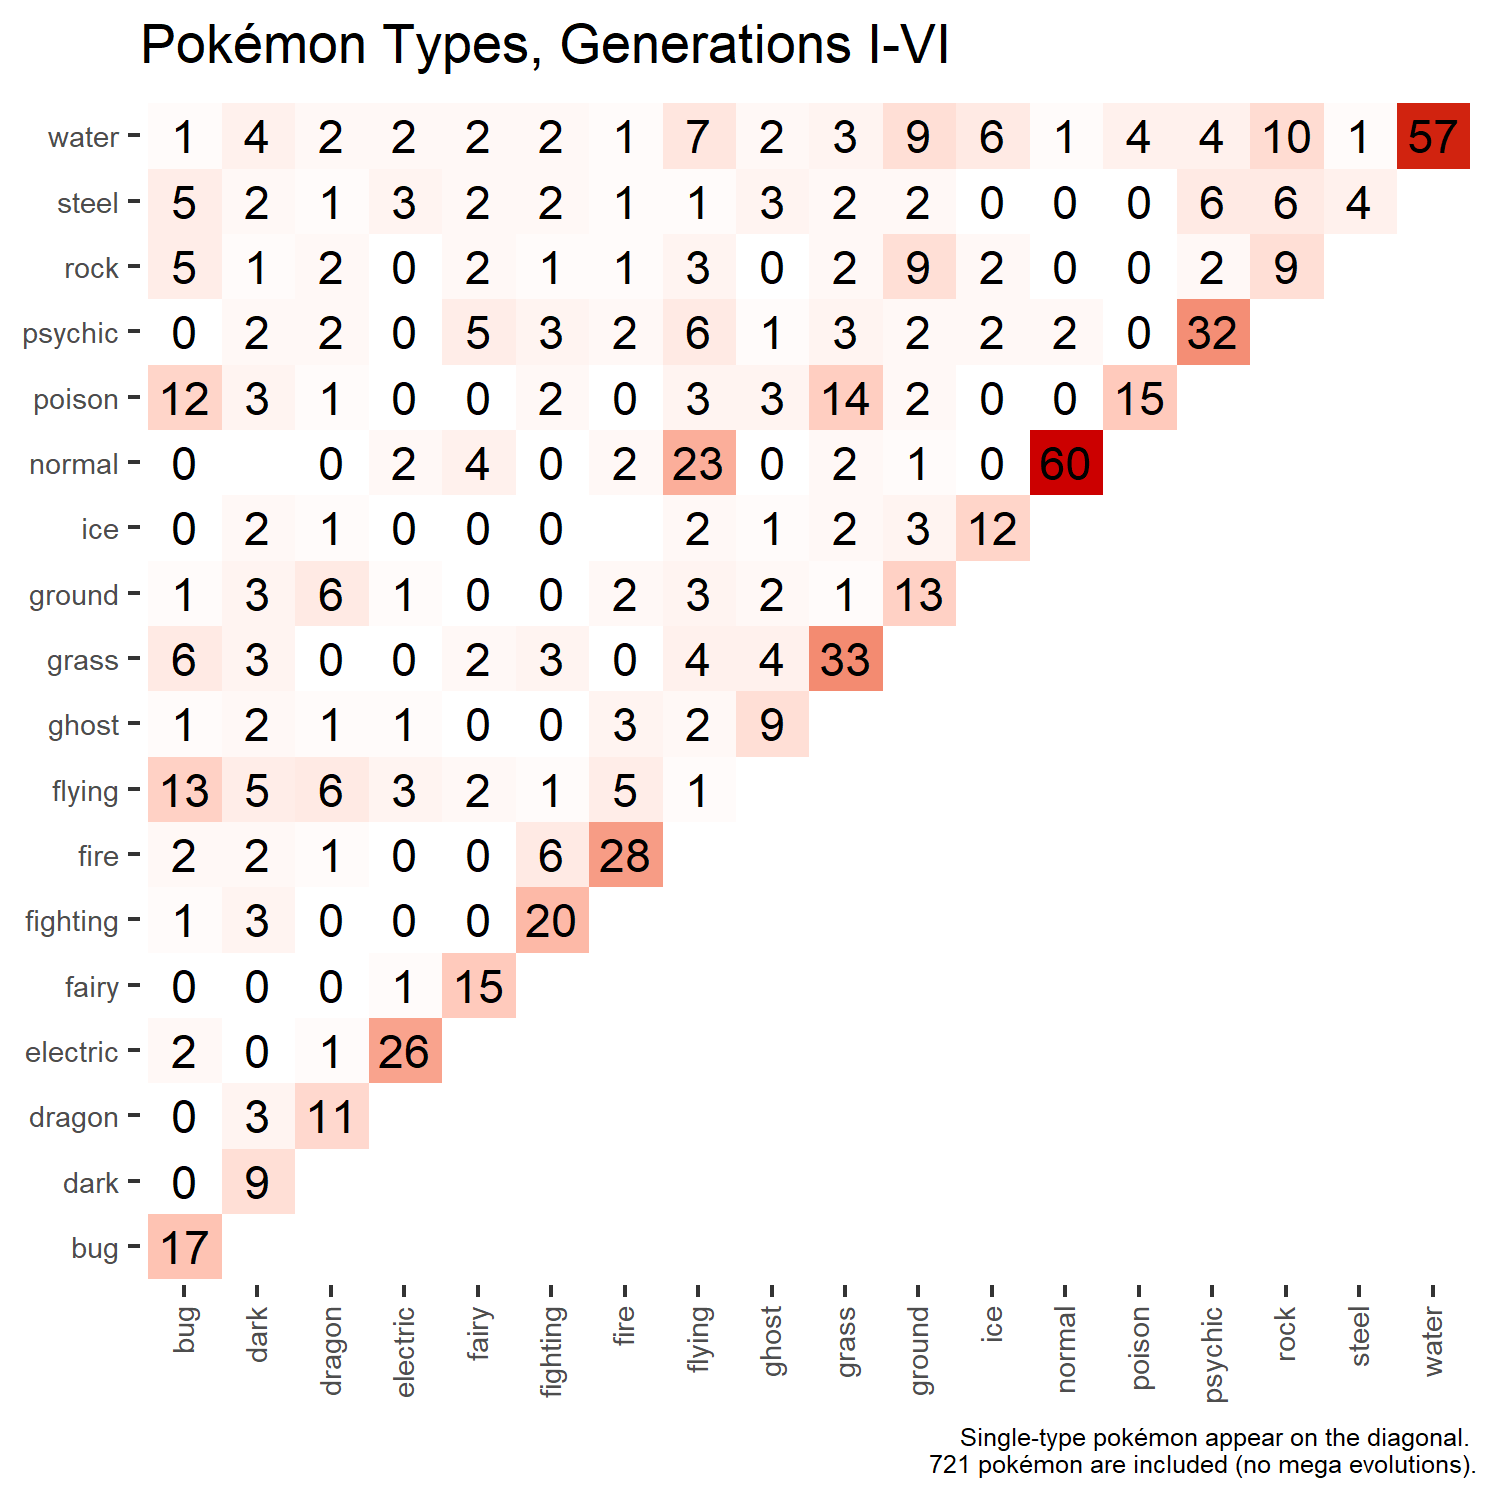 Pokémon Types, Generations I-VI
water 1 4 2 2 2 2 1 7 2 3 9 6 1 4 4 10 1 57
steel 5 2 1 3 2 2 1 1 3 2 2 0 0 0 6 6 4
rock 5 1 2 0 2 1 1 3 0 2 9 2 0 0 2 9
psychic 0 2 2 0 5 3 2 6 1 3 2 2 2 0 32
poison 12 3 1 0 0 2 0 3 3 14 2 0 0 15
normal 0 0 2 4 0 2 23 0 2 1 0 60
ice 0 2 1 0 0 0 2 1 2 3 12
ground 1 3 6 1 0 0 2 3 2 1 13
grass 6 3 0 0 2 3 0 4 4 33
ghost 1 2 1 1 0 0 3 2 9
flying 13 5 6 3 2 1 5 1
fire 2 2 1 0 0 6 28
fighting 1 3 0 0 0 20
fairy 0 0 0 1 15
electric 2 0 1 26
dragon 0 3 11
dark 0 9
bug 17
bug dark dragon electric fairy fighting fire flying ghost grass ground ice normal poison psychic rock steel water
Single-type pokémon appear on the diagonal.
721 pokémon are included (no mega evolutions).